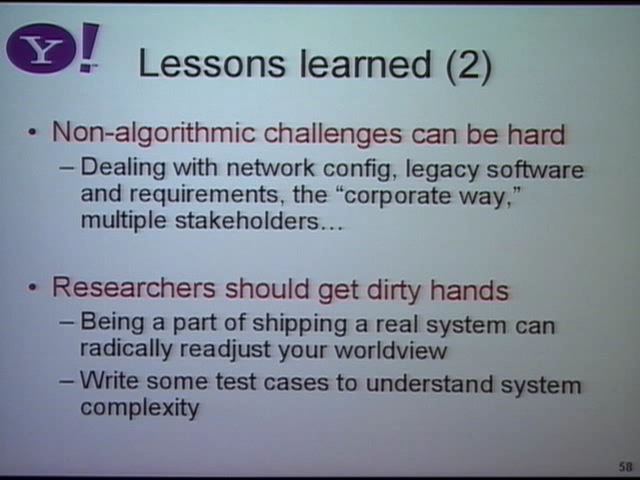 Y!
Lessons learned (2)
• Non-algorithmic challenges can be hard
– Dealing with network config, legacy software
and requirements, the “corporate way,”
multiple stakeholders…
• Researchers should get dirty hands
– Being a part of shipping a real system can
radically readjust your worldview
– Write some test cases to understand system
complexity
58